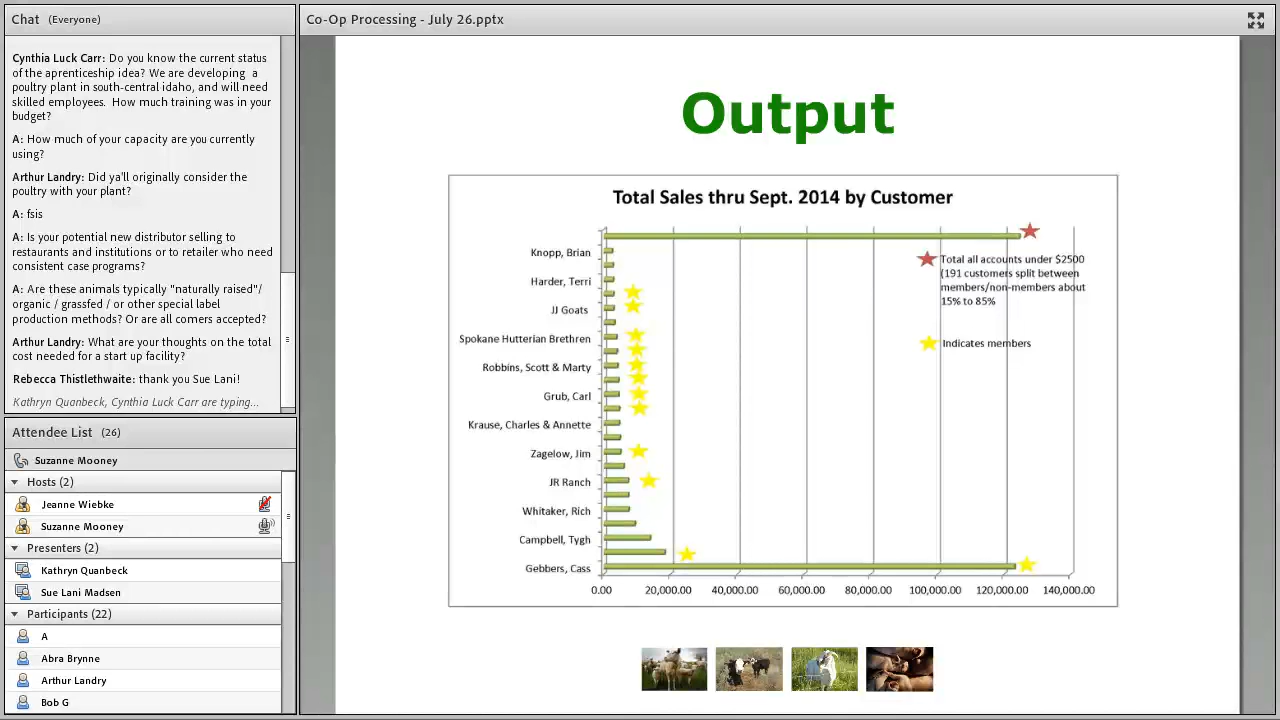 Chat (Everyone)
Cynthia Luck Carr: Do you know the current status
of the aprenticeship idea? We are developing a
poultry plant in south-central idaho, and will need
skilled employees. How much traning was in your
budget?
A: How much of your capacity are you currently
using?
Arthur Landry: Did ya'll originally consider the
poultry with your plant?
A: fsis
A: Is your potential new distributor selling to
restaurants and institutions or to retailer who need
consistent case programs?
A: Are these animals typically "naturally raised"/
organic / grassfed / or other special label
production methods? Or are all comers accepted?
Arthur Landry: What are your thoughts on the total
cost needed for a start up facility?
Rebecca Thistlethwaite: thank you Sue Lani!
Kathryn Quanbeck, Cynthia Luck Carr are typing...
Attendee List (26)
Suzanne Mooney
Hosts (2)
Jeanne Wiebke
Suzanne Mooney
Presenters (2)
Kathryn Quanbeck
Sue Lani Madsen
Participants (22)
A
Abra Brynne
Arthur Landry
Bob G
Co-Op Processing - July 26.pptx
Output
Total Sales thru Sept. 2014 by Customer
Knopp, Brian
Harder, Terri
JJ Goats
Spokane Hutterian Brethren
Robbins, Scott & Marty
Grub, Carl
Krause, Charles & Annette
Zagelow, Jim
JR Ranch
Whitaker, Rich
Campbell, Tygh
Gebbers, Cass
0.00 20,000.00 40,000.00 60,000.00 80,000.00 100,000.00 120,000.00 140,000.00
Total all accounts under $2500
(191 customers split between
members/non-members about
15% to 85%
Indicates members